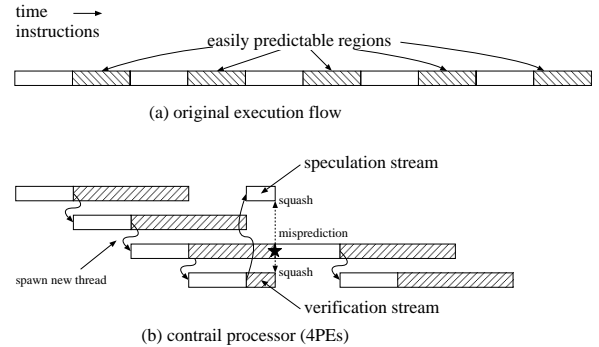 time
instructions
easily predictable regions
(a) original execution flow
speculation stream
squash
misprediction
spawn new thread
squash
verification stream
(b) contrail processor (4PEs)